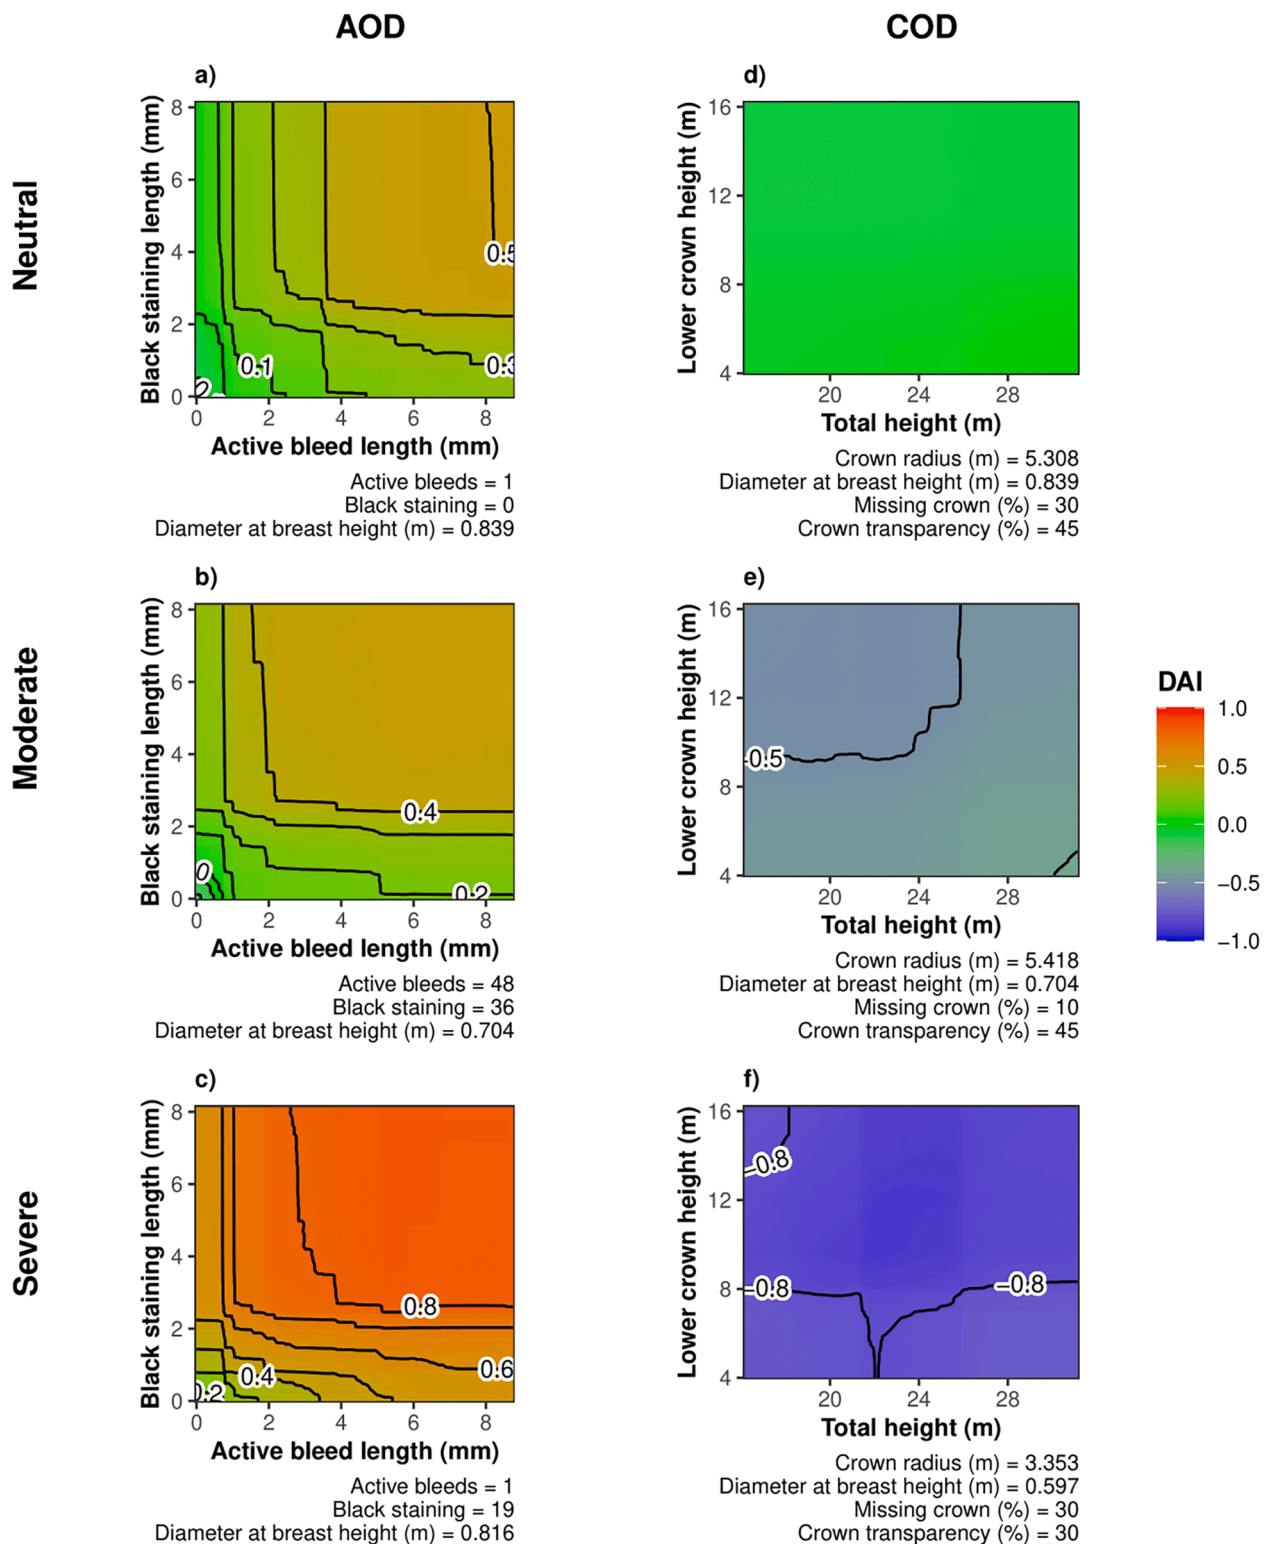 AOD
COD
Neutral
a)
Black staining length (mm)
8
6
4
2
0
0.5
0.3
0.1
2
0 2 4 6 8
Active bleed length (mm)
Active bleeds = 1
Black staining = 0
Diameter at breast height (m) = 0.839
d)
Lower crown height (m)
16
12
8
4
20 24 28
Total height (m)
Crown radius (m) = 5.308
Diameter at breast height (m) = 0.839
Missing crown (%) = 30
Crown transparency (%) = 45
Moderate
b)
Black staining length (mm)
8
6
4
2
0
0.4
0
0.2
0 2 4 6 8
Active bleed length (mm)
Active bleeds = 48
Black staining = 36
Diameter at breast height (m) = 0.704
e)
Lower crown height (m)
16
12
8
4
-0.5
20 24 28
Total height (m)
Crown radius (m) = 5.418
Diameter at breast height (m) = 0.704
Missing crown (%) = 10
Crown transparency (%) = 45
DAI
1.0
0.5
0.0
−0.5
−1.0
Severe
c)
Black staining length (mm)
8
6
4
2
0
0.8
0.6
0.4
0.2
0 2 4 6 8
Active bleed length (mm)
Active bleeds = 1
Black staining = 19
Diameter at breast height (m) = 0.816
f)
Lower crown height (m)
16
12
8
4
−0.8
−0.8
−0.8
20 24 28
Total height (m)
Crown radius (m) = 3.353
Diameter at breast height (m) = 0.597
Missing crown (%) = 30
Crown transparency (%) = 30